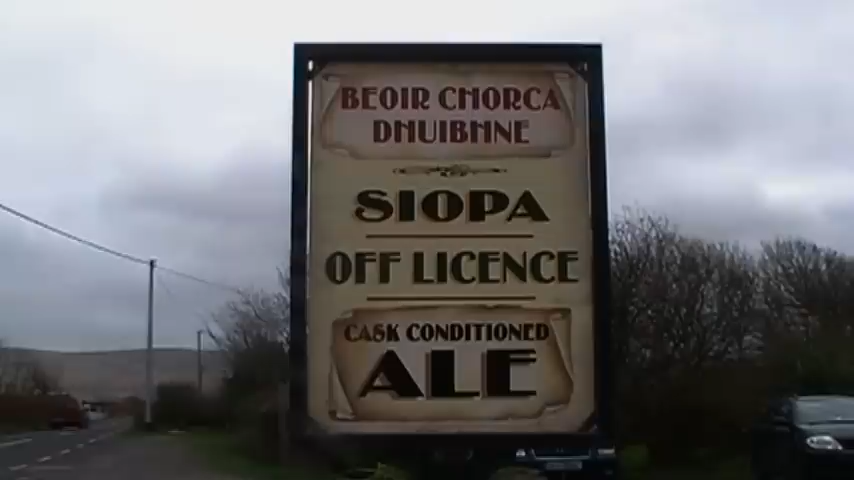 BEOIR CHORCA
DHUIBHNE
SIOPA
OFF LICENCE
CASK CONDITIONED
ALE